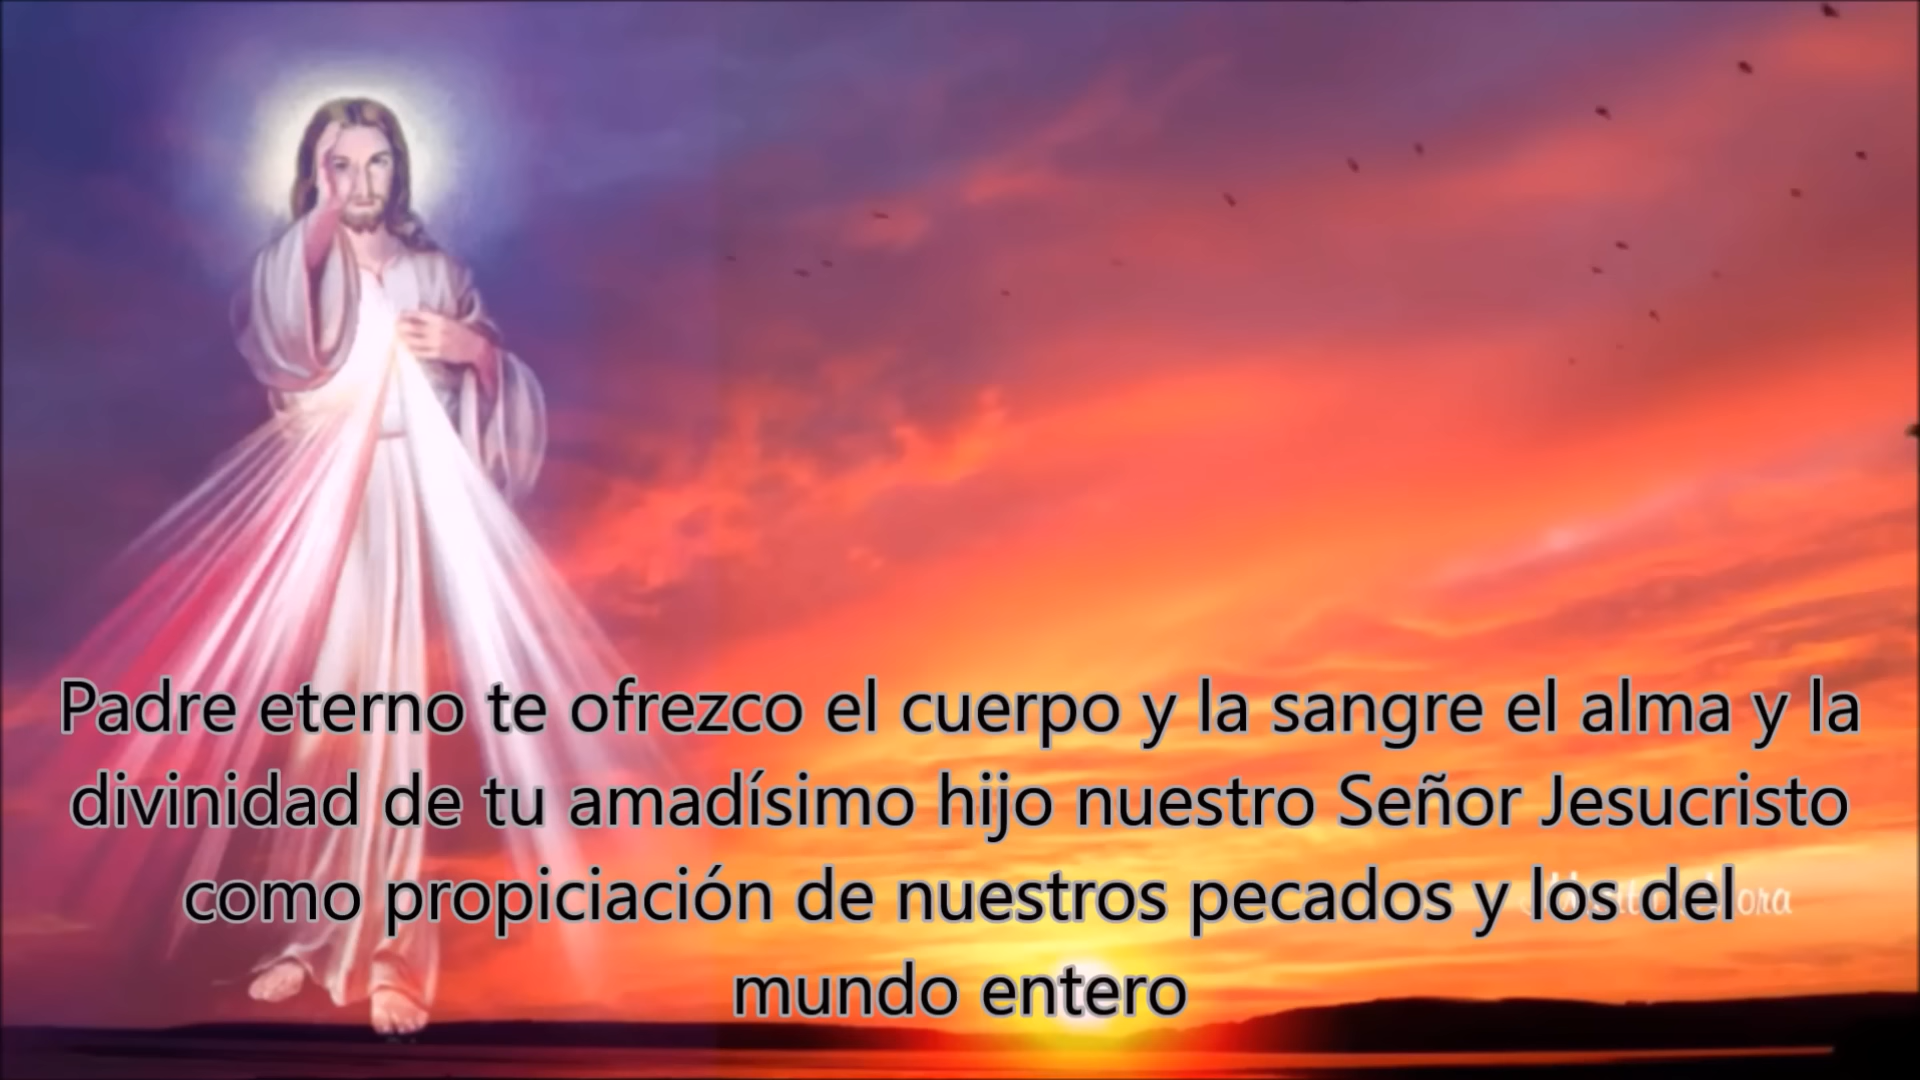 Padre eterno te ofrezco el cuerpo y la sangre el alma y la
divinidad de tu amadísimo hijo nuestro Señor Jesucristo
como propiciación de nuestros pecados y los del
mundo entero